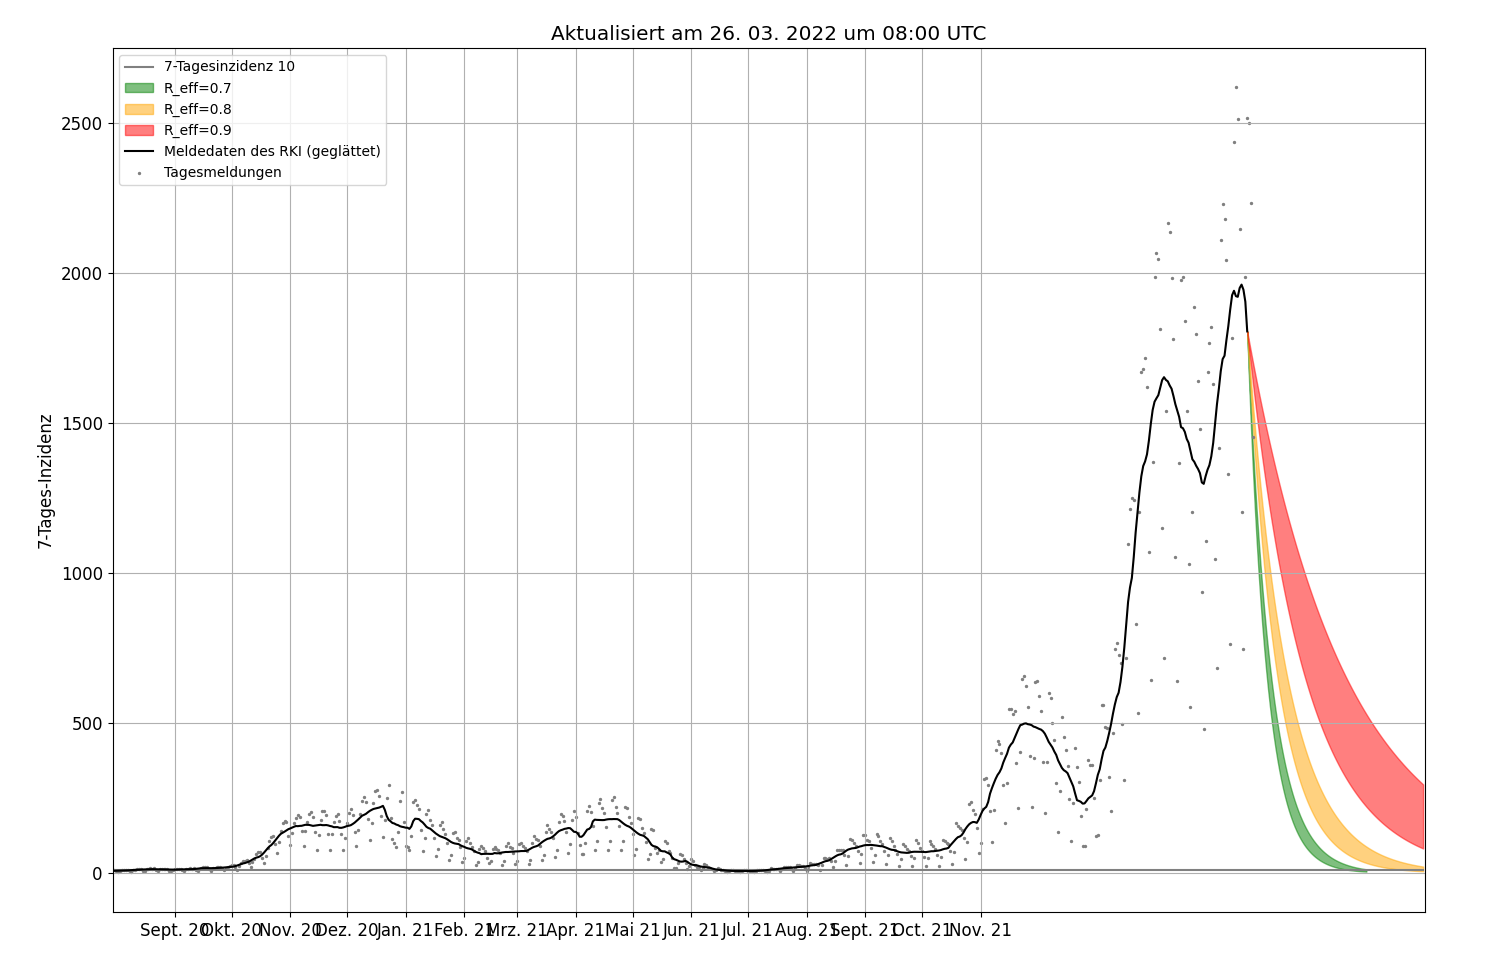 Aktualisiert am 26. 03. 2022 um 08:00 UTC
7-Tagesinzidenz 10
R_eff=0.7
R_eff=0.8
R_eff=0.9
Meldedaten des RKI (geglättet)
Tagesmeldungen
7-Tages-Inzidenz
2500
2000
1500
1000
500
0
Sept. 20 Okt. 20 Nov. 20 Dez. 20 Jan. 21 Feb. 21 Mrz. 21 Apr. 21 Mai 21 Jun. 21 Jul. 21 Aug. 21 Sept. 21 Oct. 21 Nov. 21